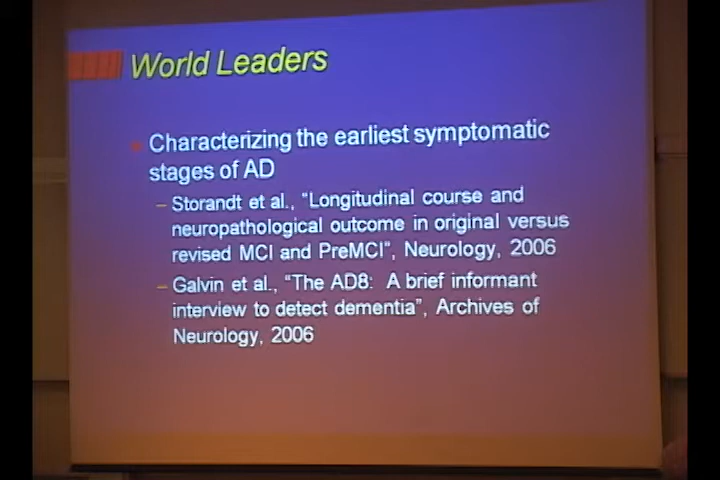 World Leaders
Characterizing the earliest symptomatic
stages of AD
– Storandt et al., “Longitudinal course and
neuropathological outcome in original versus
revised MCI and PreMCI”, Neurology, 2006
– Galvin et al., “The AD8: A brief informant
interview to detect dementia”, Archives of
Neurology, 2006